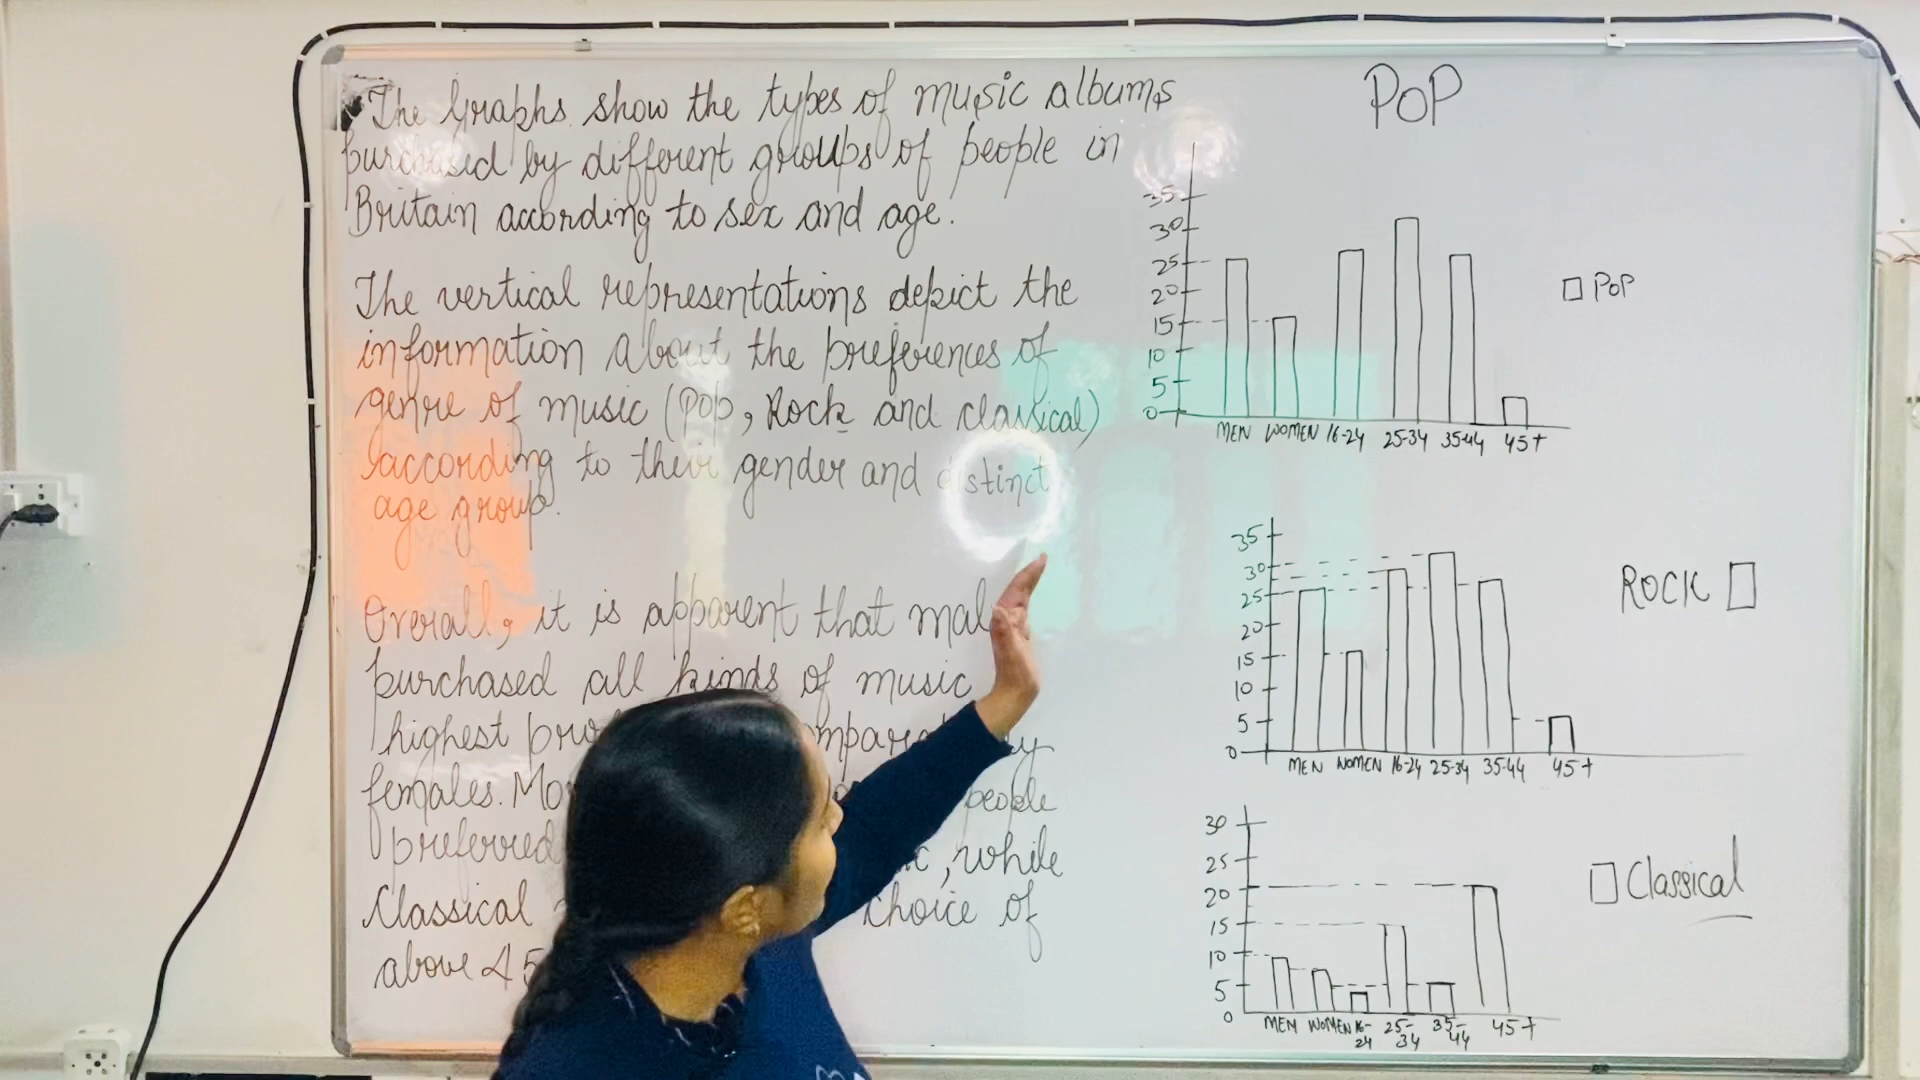 The Graphs show the types of music albums
purchased by different groups of people in
Britain according to sex and age.
The vertical representations depict the
information about the preferences of
genre of music (Pop, Rock and classical)
according to their gender and distinct
age group.
Overall, it is apparent that
purchased all kinds of music
highest
females.
people
preferred while
Classical choice of
above 45
POP
35
30
25
20
15
10
5
0
MEN WOMEN 16-24 25-34 35-44 45+
POP
35
30
25
20
15
10
5
0
MEN WOMEN 16-24 25-34 35-44 45+
ROCK
30
25
20
15
10
5
0
MEN WOMEN 16-24 25-34 35-44 45+
Classical